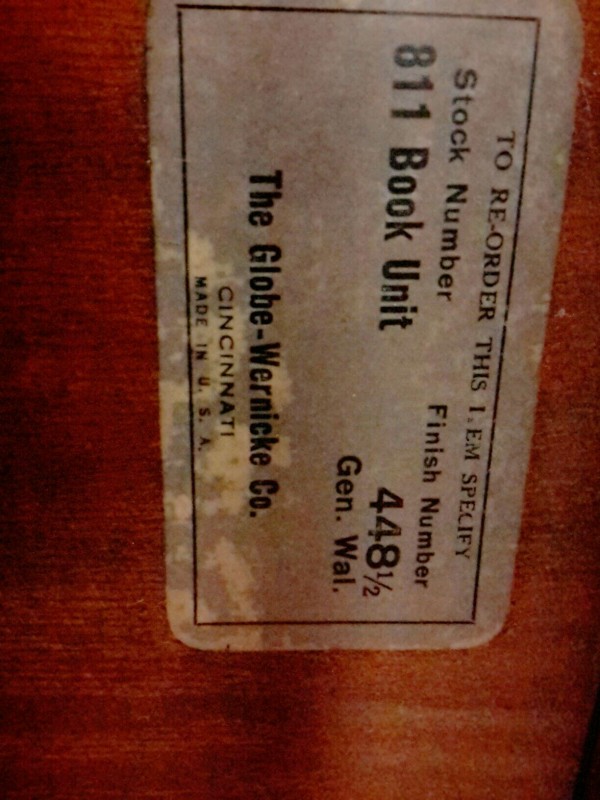 TO RE-ORDER THIS ITEM SPECIFY
Stock Number Finish Number
811 Book Unit 448½
Gen. Wal.
The Globe-Wernicke Co.
CINCINNATI
MADE IN U. S. A.